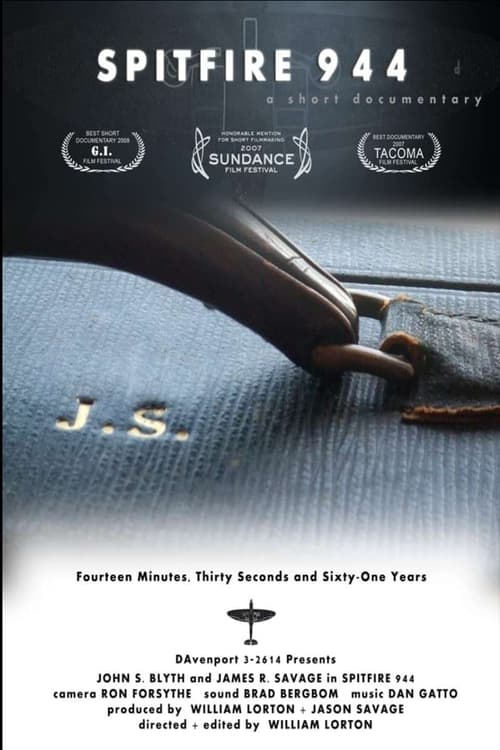 SPITFIRE 944
a short documentary
BEST SHORT
DOCUMENTARY 2009
G.I.
FILM FESTIVAL
HONORABLE MENTION
FOR SHORT FILMMAKING
2007
SUNDANCE
FILM FESTIVAL
BEST DOCUMENTARY
2007
TACOMA
FILM FESTIVAL
J.S.
Fourteen Minutes, Thirty Seconds and Sixty-One Years
DAvenport 3-2614 Presents
JOHN S. BLYTH and JAMES R. SAVAGE in SPITFIRE 944
camera RON FORSYTHE sound BRAD BERGBOM music DAN GATTO
produced by WILLIAM LORTON + JASON SAVAGE
directed + edited by WILLIAM LORTON